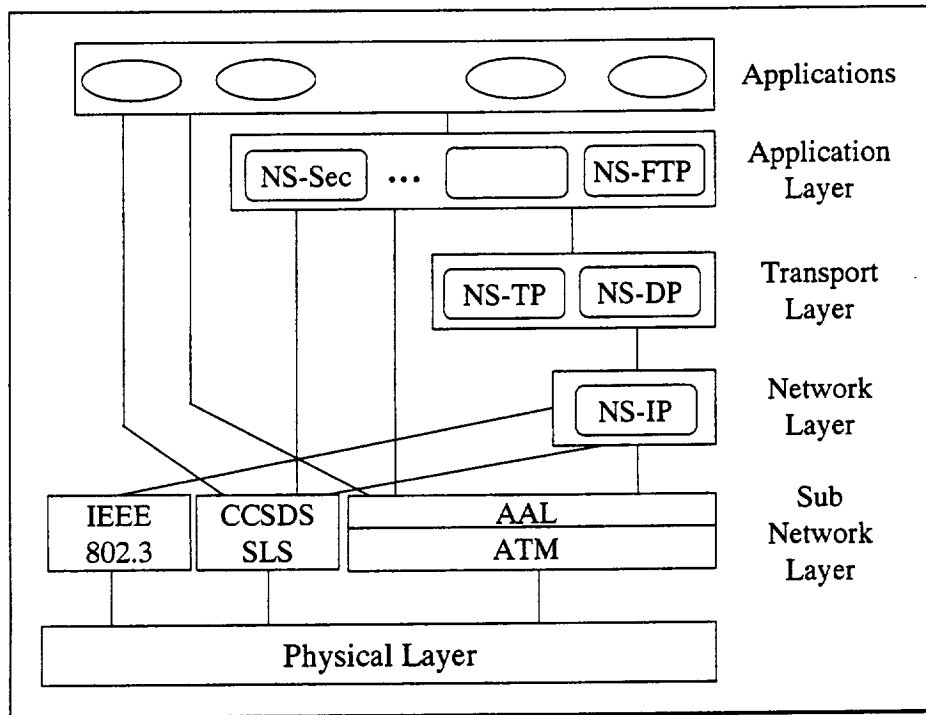 Applications
NS-Sec ... NS-FTP
Application
Layer
NS-TP NS-DP
Transport
Layer
NS-IP
Network
Layer
IEEE
802.3
CCSDS
SLS
AAL
ATM
Sub
Network
Layer
Physical Layer